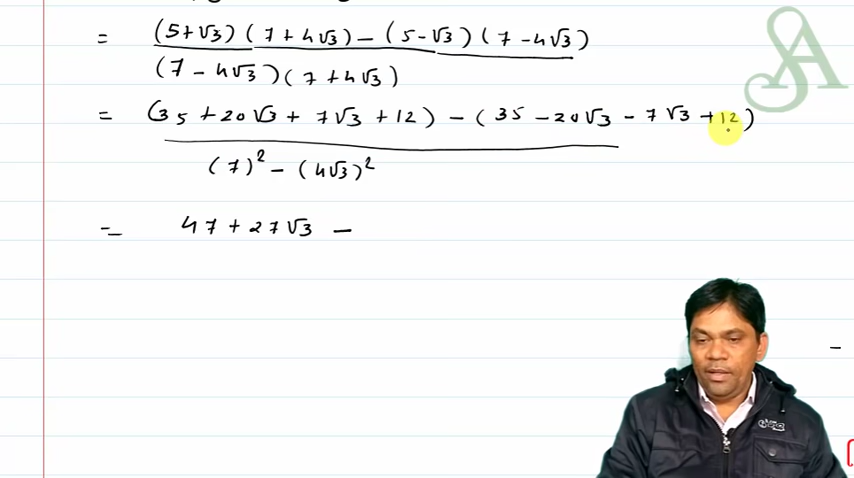 = (5+√3)(7+4√3) - (5-√3)(7-4√3)
(7-4√3)(7+4√3)
= (35+20√3+7√3+12) - (35-20√3-7√3+12)
(7)² - (4√3)²
= 47+27√3 -